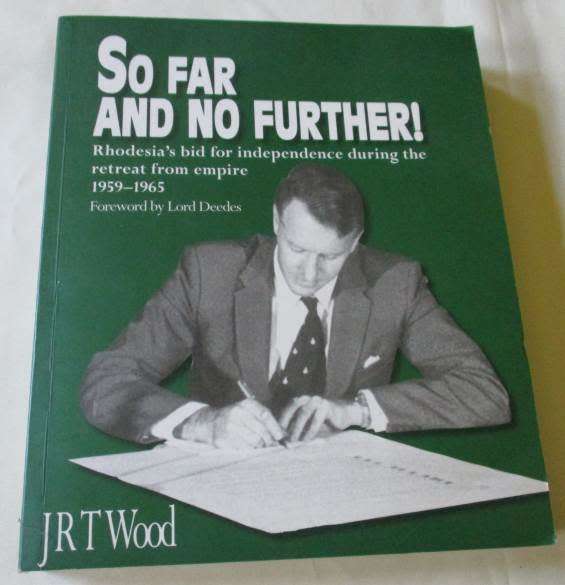 SO FAR
AND NO FURTHER!
Rhodesia's bid for independence during the
retreat from empire
1959–1965
Foreword by Lord Deedes
JRT Wood